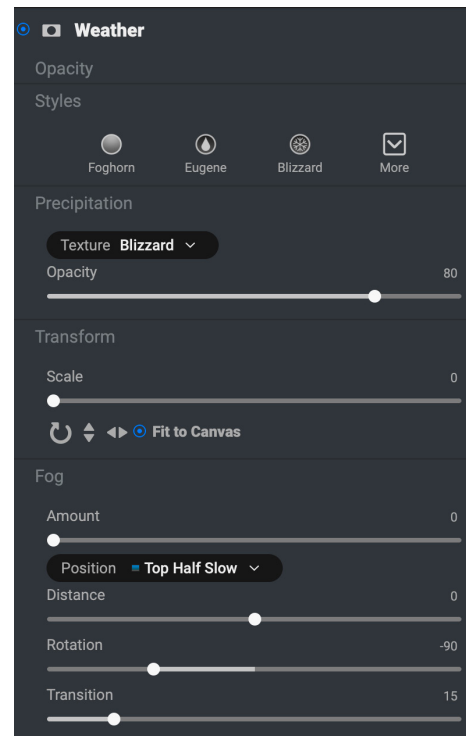 Weather
Opacity
Styles
Foghorn Eugene Blizzard More
Precipitation
Texture Blizzard
Opacity 80
Transform
Scale 0
Fit to Canvas
Fog
Amount 0
Position Top Half Slow
Distance 0
Rotation -90
Transition 15